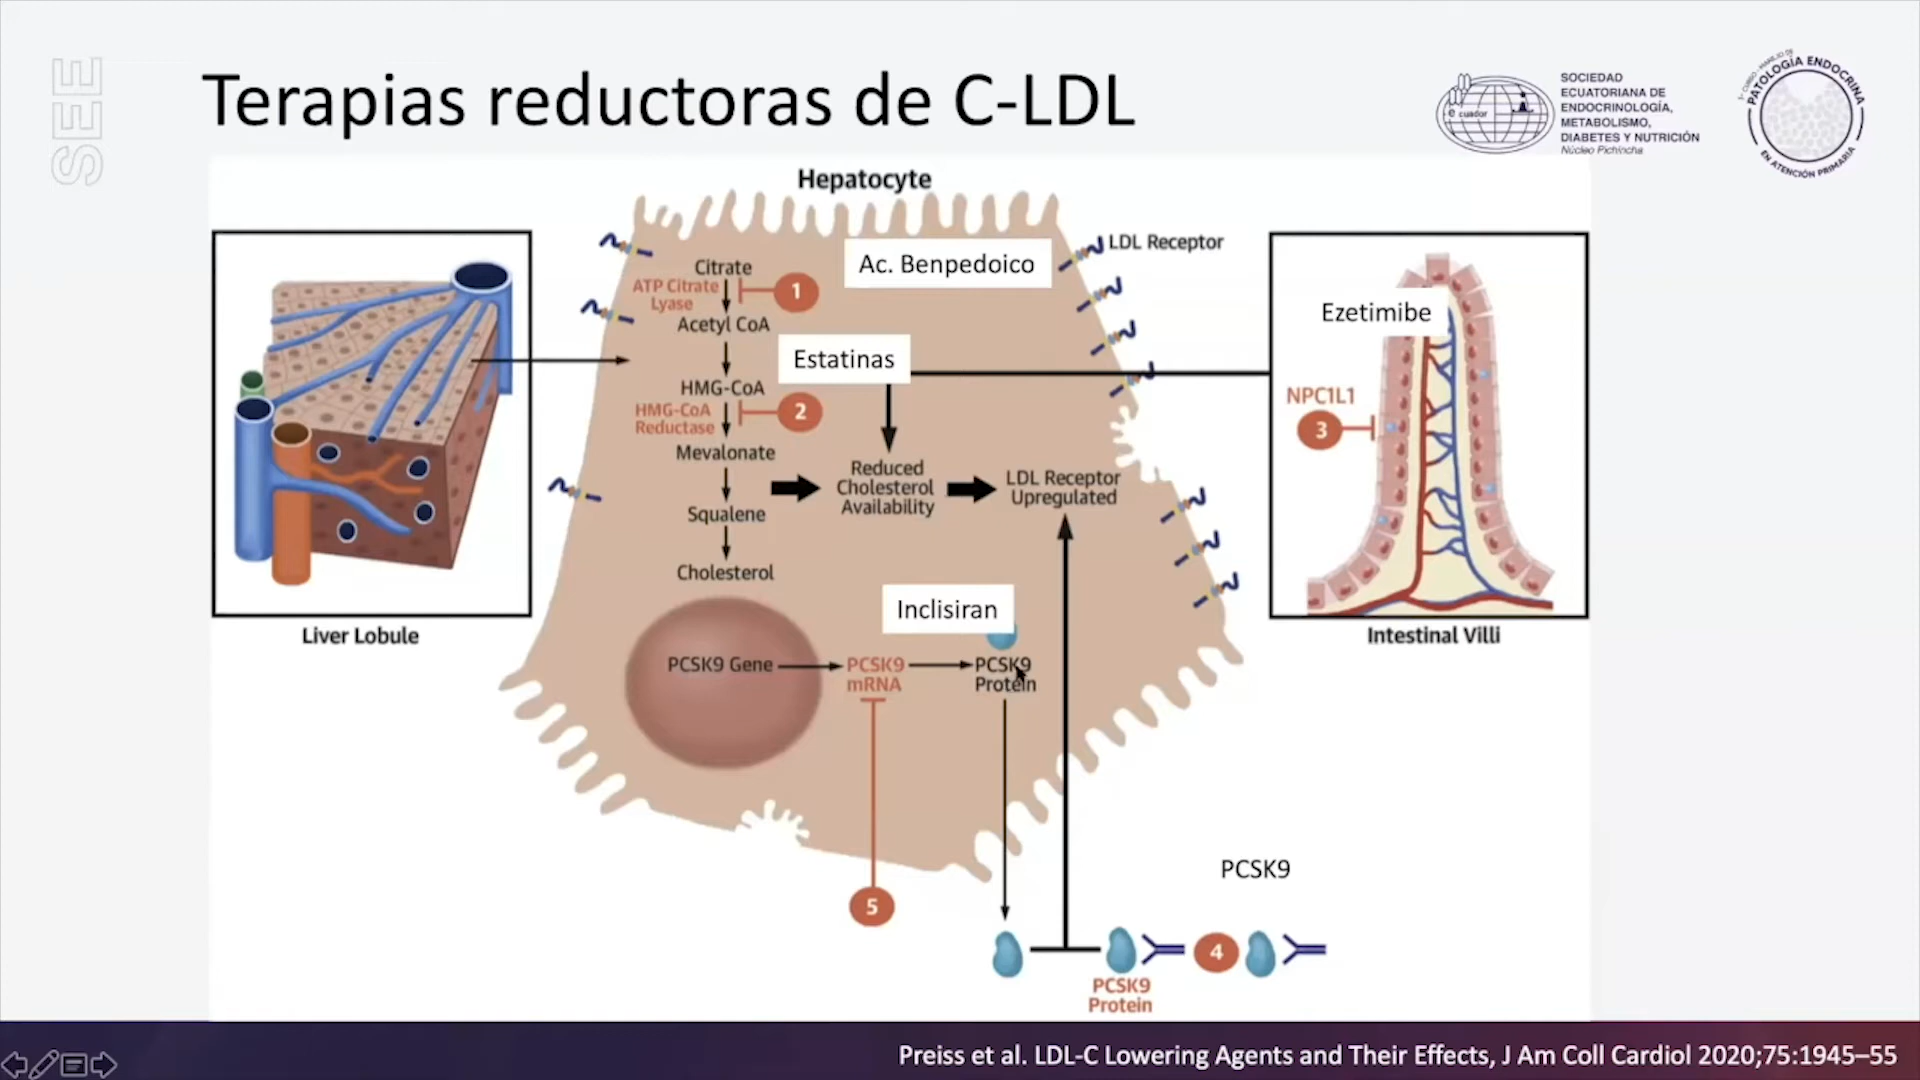 SEE
Terapias reductoras de C-LDL
ecuador
SOCIEDAD
ECUATORIANA DE
ENDOCRINOLOGÍA,
METABOLISMO,
DIABETES Y NUTRICIÓN
Núcleo Pichincha
PATOLOGÍA ENDOCRINA
EN ATENCIÓN PRIMARIA
Hepatocyte
LDL Receptor
Ac. Benpedoico
Citrate
ATP Citrate
Lyase
1
Acetyl CoA
Estatinas
HMG-CoA
HMG-CoA
Reductase
2
Mevalonate
Squalene
Cholesterol
Reduced
Cholesterol
Availability
LDL Receptor
Upregulated
Ezetimibe
NPC1L1
3
Liver Lobule
Intestinal Villi
Inclisiran
PCSK9 Gene
PCSK9
mRNA
PCSK9
Protein
5
PCSK9
4
PCSK9
Protein
Preiss et al. LDL-C Lowering Agents and Their Effects, J Am Coll Cardiol 2020;75:1945–55